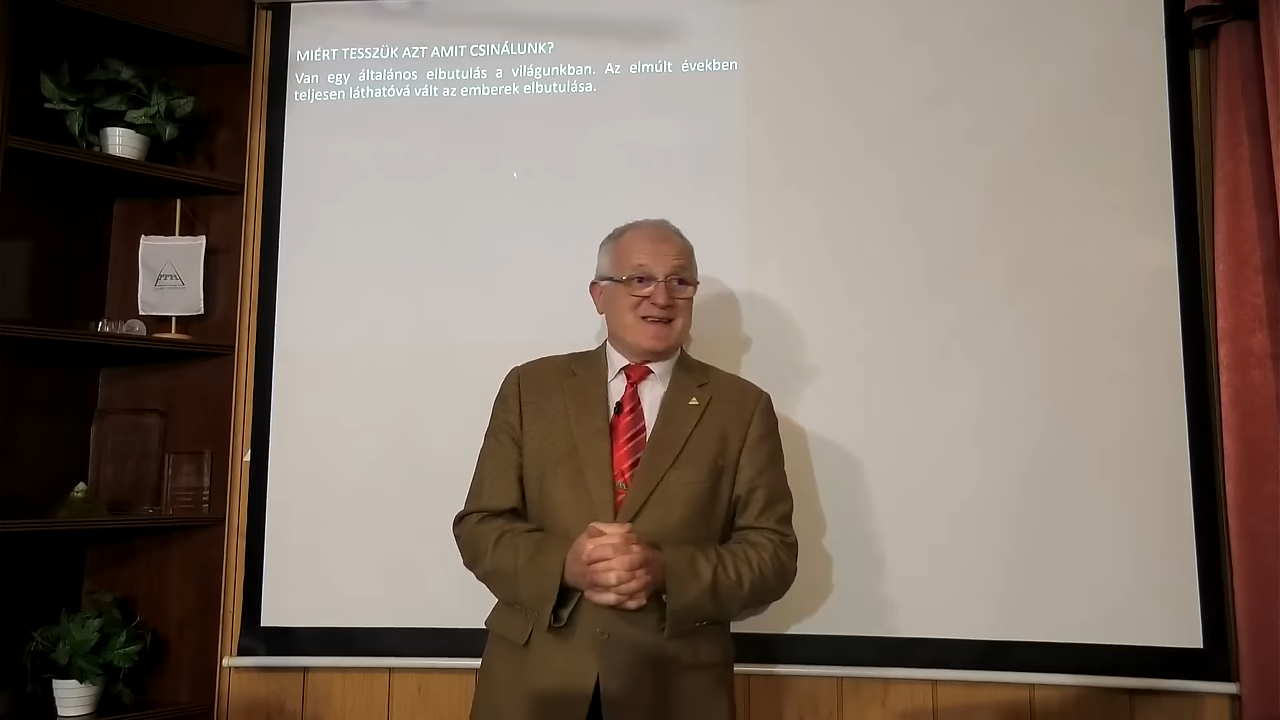 MIÉRT TESSZÜK AZT AMIT CSINÁLUNK?
Van egy általános elbutulás a világunkban. Az elmúlt években
teljesen láthatóvá vált az emberek elbutulása.